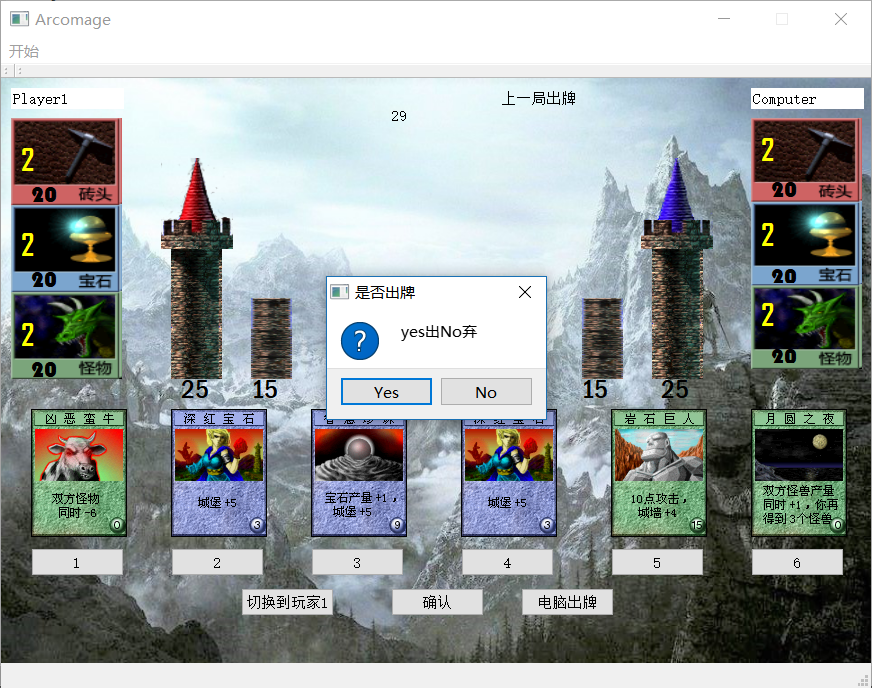 Arcomage
开始
Player1
29
上一局出牌
Computer
2
20 砖头
2
20 宝石
2
20 怪物
2
20 砖头
2
20 宝石
2
20 怪物
25
15
15
25
是否出牌
?
yes出No弃
Yes
No
凶恶蛮牛
双方怪物
同时 -6
0
深红宝石
城堡 +5
3
宝石产量 +1 ,
城堡 +5
9
深红宝石
城堡 +5
3
岩石巨人
10点攻击 ,
城墙 +4
15
月圆之夜
双方怪兽产量
同时 +1 , 你再
得到 3个怪兽
0
1
2
3
4
5
6
切换到玩家1
确认
电脑出牌